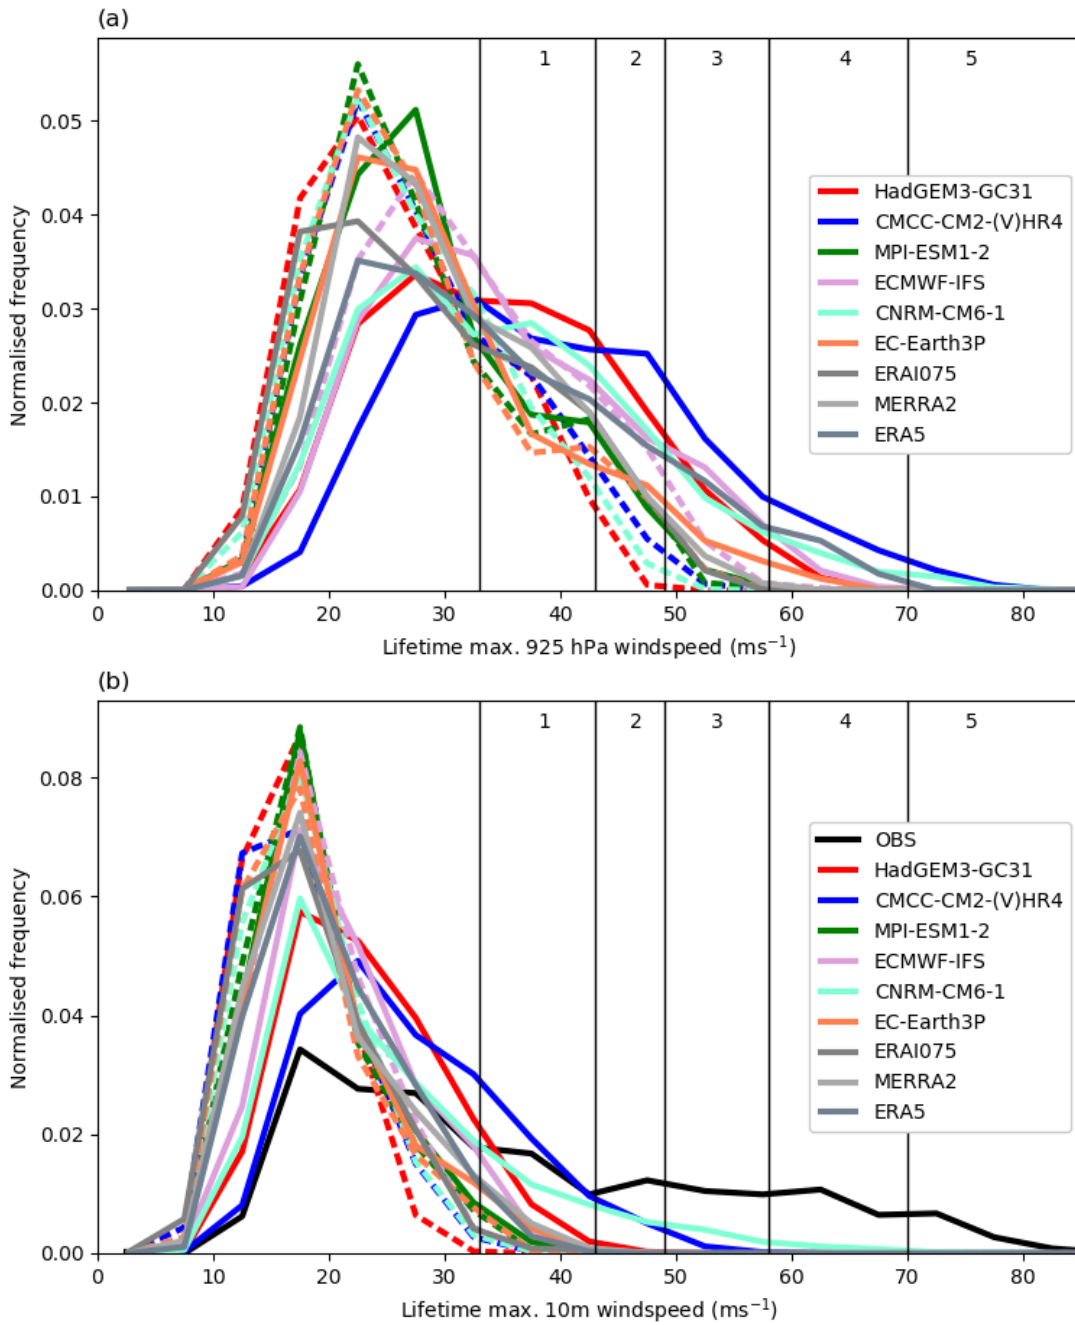 (a)
1 2 3 4 5
0.05
0.04
0.03
0.02
0.01
0.00
Normalised frequency
HadGEM3-GC31
CMCC-CM2-(V)HR4
MPI-ESM1-2
ECMWF-IFS
CNRM-CM6-1
EC-Earth3P
ERAI075
MERRA2
ERA5
0 10 20 30 40 50 60 70 80
Lifetime max. 925 hPa windspeed (ms⁻¹)
(b)
1 2 3 4 5
0.08
0.06
0.04
0.02
0.00
Normalised frequency
OBS
HadGEM3-GC31
CMCC-CM2-(V)HR4
MPI-ESM1-2
ECMWF-IFS
CNRM-CM6-1
EC-Earth3P
ERAI075
MERRA2
ERA5
0 10 20 30 40 50 60 70 80
Lifetime max. 10m windspeed (ms⁻¹)